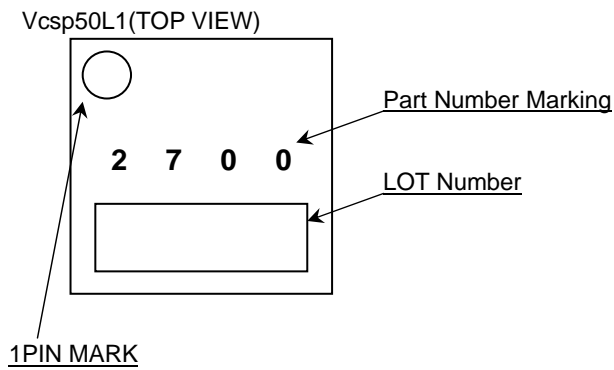 Vcsp50L1(TOP VIEW)
Part Number Marking
2 7 0 0
LOT Number
1PIN MARK